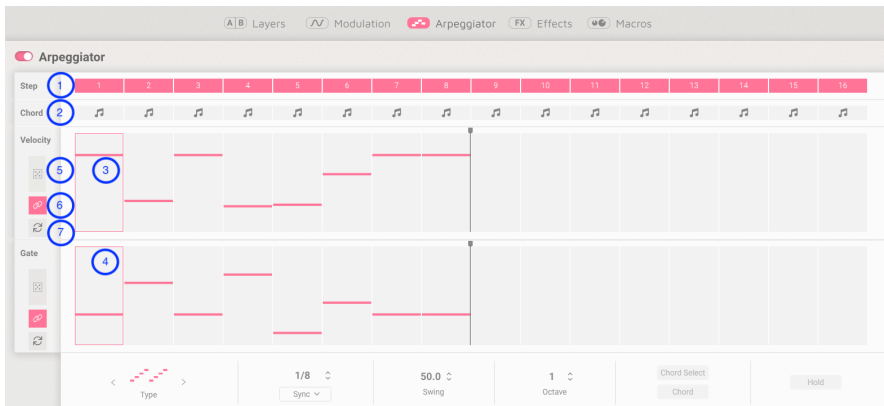 A B Layers Modulation Arpeggiator FX Effects Macros
Arpeggiator
Step 1 1 2 3 4 5 6 7 8 9 10 11 12 13 14 15 16
Chord 2
Velocity
5 3
6
7
Gate
4
1/8 50.0 1 Chord Select
Type Sync Swing Octave Chord Hold